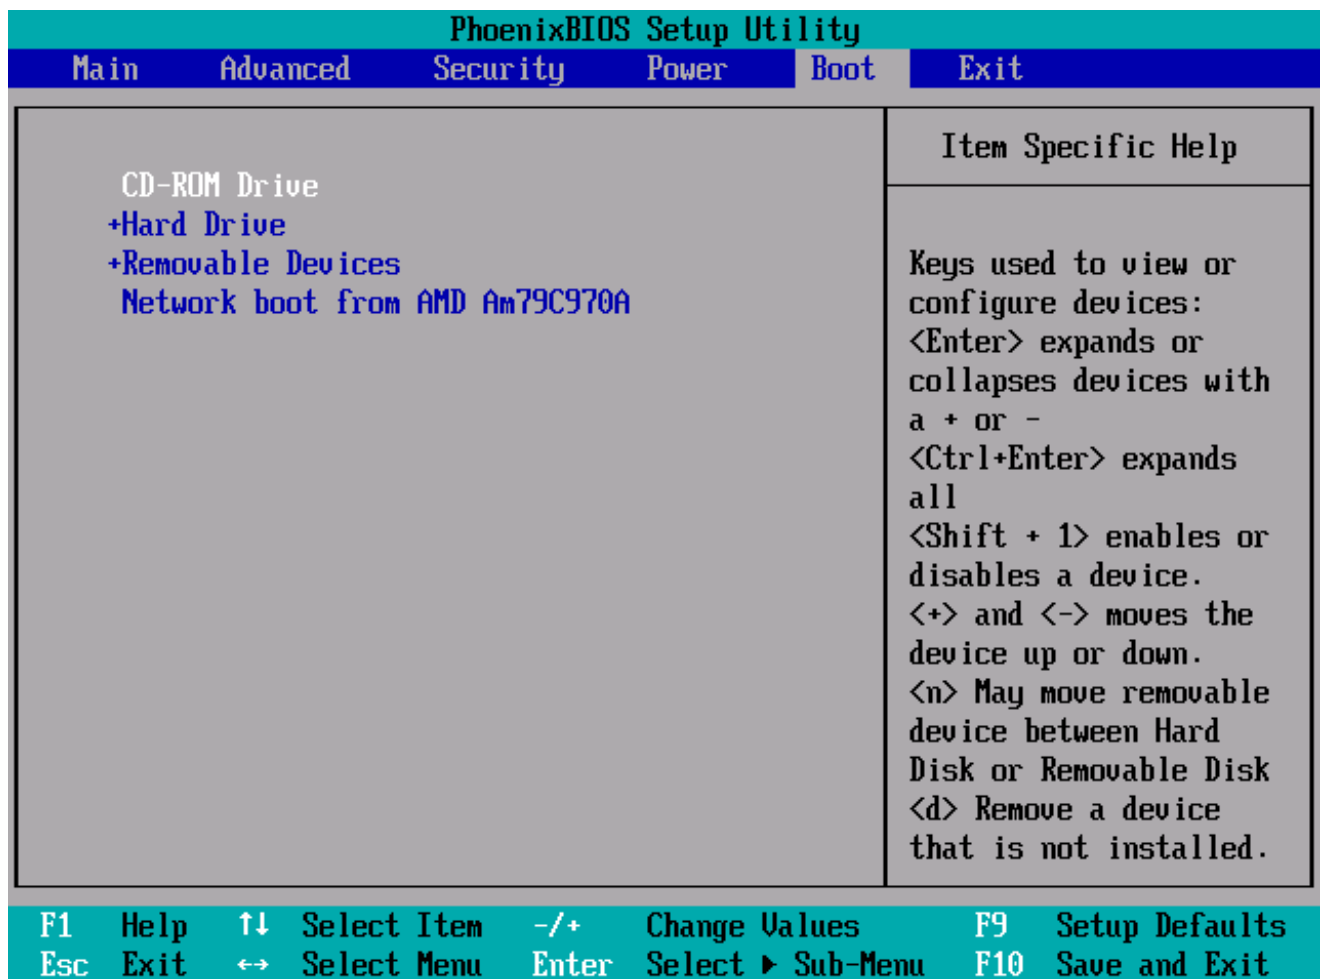 PhoenixBIOS Setup Utility
Main Advanced Security Power Boot Exit
CD-ROM Drive
+Hard Drive
+Removable Devices
Network boot from AMD Am79C970A
Item Specific Help
Keys used to view or
configure devices:
<Enter> expands or
collapses devices with
a + or -
<Ctrl+Enter> expands
all
<Shift + 1> enables or
disables a device.
<+> and <-> moves the
device up or down.
<n> May move removable
device between Hard
Disk or Removable Disk
<d> Remove a device
that is not installed.
F1 Help ↑↓ Select Item -/+ Change Values F9 Setup Defaults
Esc Exit ↔ Select Menu Enter Select ▶ Sub-Menu F10 Save and Exit